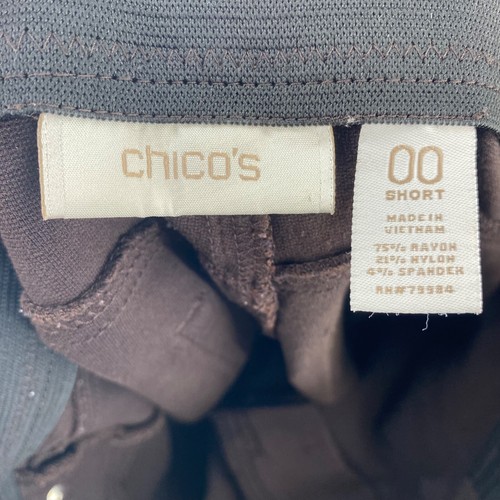 chico's
00
SHORT
MADE IN
VIETNAM
75% RAYON
21% NYLON
4% SPANDEX
RN#79984